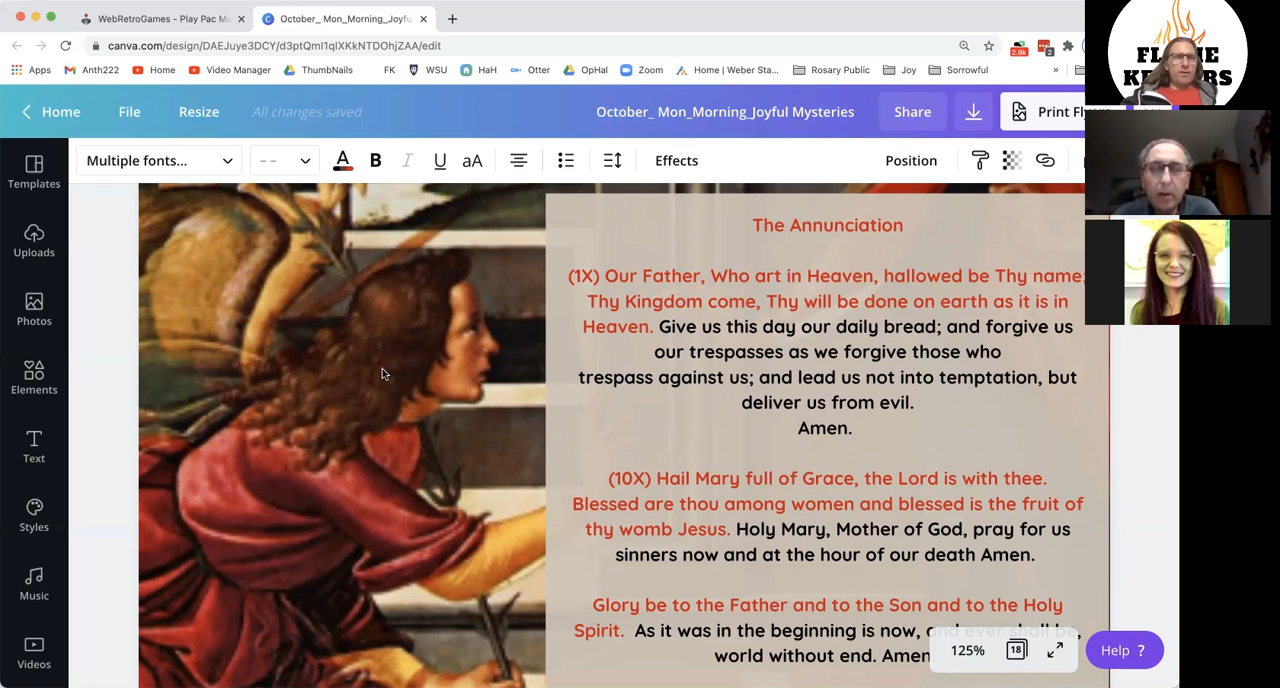 WebRetroGames - Play Pac Ma
October_ Mon_Morning_Joyfu
canva.com/design/DAEJuye3DCY/d3ptQml1qlXKkNTDOhjZAA/edit
2.9k
2
Apps
Anth222
Home
Video Manager
ThumbNails
FK
WSU
HaH
Otter
OpHal
Zoom
Home | Weber Sta...
Rosary Public
Joy
Sorrowful
»
Home
File
Resize
All changes saved
October_ Mon_Morning_Joyful Mysteries
Share
Print Fly
Multiple fonts...
– –
A
B
I
U
aA
Effects
Position
Templates
Uploads
Photos
Elements
Text
Styles
Music
Videos
The Annunciation
(1X) Our Father, Who art in Heaven, hallowed be Thy name;
Thy Kingdom come, Thy will be done on earth as it is in
Heaven. Give us this day our daily bread; and forgive us
our trespasses as we forgive those who
trespass against us; and lead us not into temptation, but
deliver us from evil.
Amen.
(10X) Hail Mary full of Grace, the Lord is with thee.
Blessed are thou among women and blessed is the fruit of
thy womb Jesus. Holy Mary, Mother of God, pray for us
sinners now and at the hour of our death Amen.
Glory be to the Father and to the Son and to the Holy
Spirit. As it was in the beginning is now, and ever shall be,
world without end. Amen
125%
18
Help ?